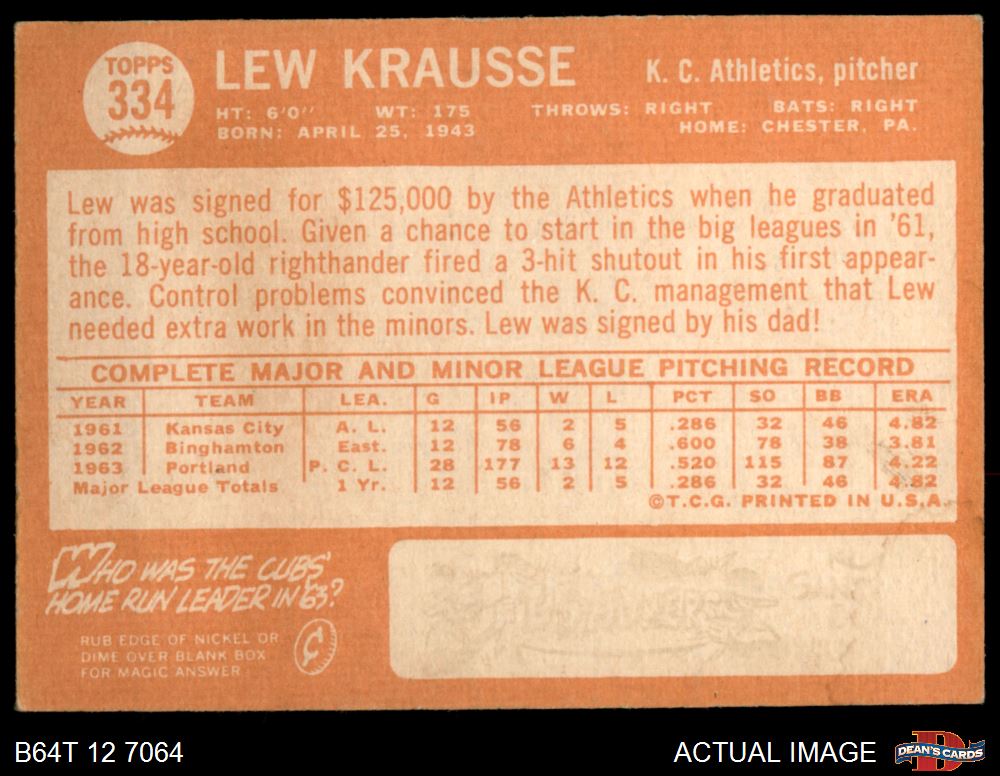 TOPPS
334
LEW KRAUSSE
K. C. Athletics, pitcher
HT: 6'0" WT: 175 THROWS: RIGHT BATS: RIGHT
BORN: APRIL 25, 1943 HOME: CHESTER, PA.
Lew was signed for $125,000 by the Athletics when he graduated
from high school. Given a chance to start in the big leagues in '61,
the 18-year-old righthander fired a 3-hit shutout in his first appear-
ance. Control problems convinced the K. C. management that Lew
needed extra work in the minors. Lew was signed by his dad!
COMPLETE MAJOR AND MINOR LEAGUE PITCHING RECORD
YEAR TEAM LEA. G IP W L PCT SO BB ERA
1961 Kansas City A. L. 12 56 2 5 .286 32 46 4.82
1962 Binghamton East. 12 78 6 4 .600 78 38 3.81
1963 Portland P. C. L. 28 177 13 12 .520 115 87 4.22
Major League Totals 1 Yr. 12 56 2 5 .286 32 46 4.82
©T.C.G. PRINTED IN U.S.A.
WHO WAS THE CUBS'
HOME RUN LEADER IN 63?
RUB EDGE OF NICKEL OR
DIME OVER BLANK BOX
FOR MAGIC ANSWER
¢
B64T 12 7064
ACTUAL IMAGE
D
DEAN'S CARDS